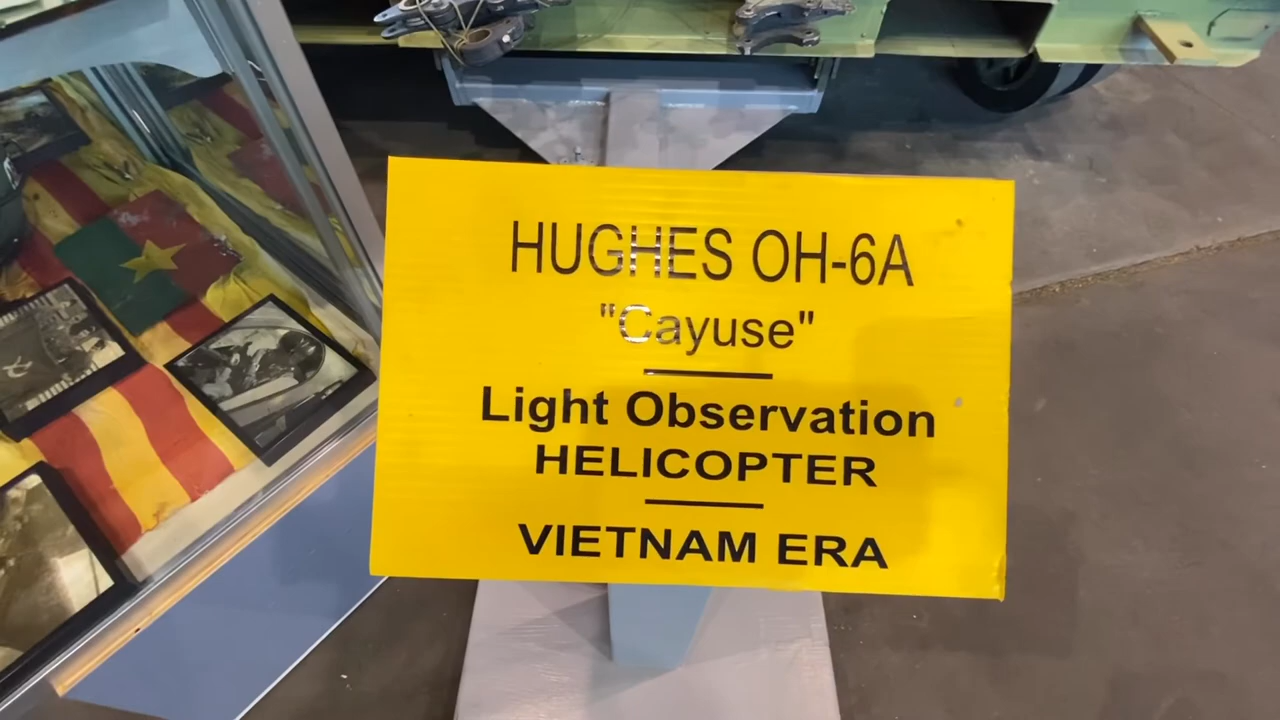 HUGHES OH-6A
"Cayuse"
Light Observation
HELICOPTER
VIETNAM ERA